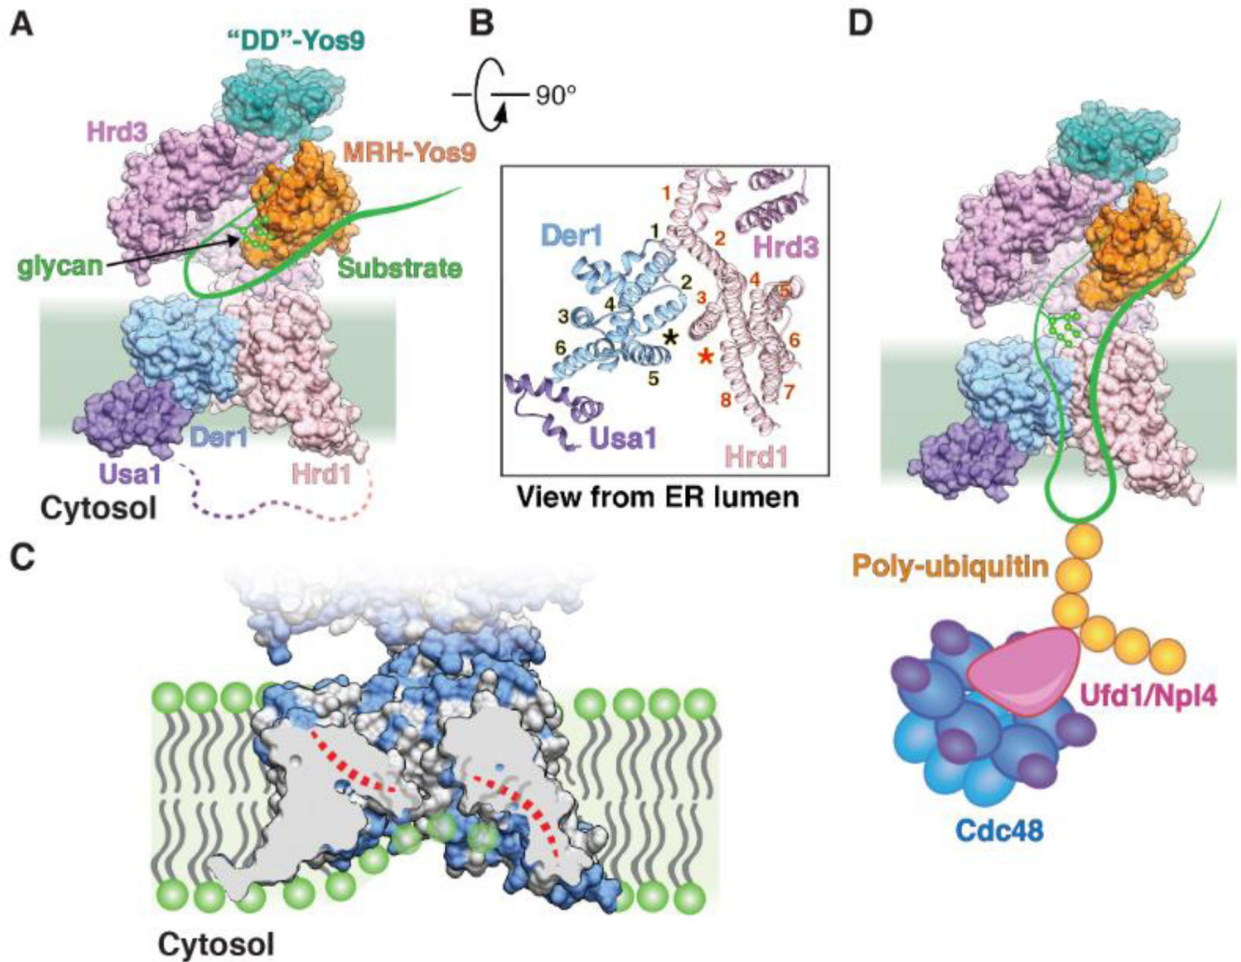 A
"DD"-Yos9
Hrd3
MRH-Yos9
glycan
Substrate
Der1
Usa1
Hrd1
Cytosol
B
90°
1
Der1
1
2
Hrd3
2
3
4
5
3
4
*
*
6
6
5
7
8
Usa1
Hrd1
View from ER lumen
C
Cytosol
D
Poly-ubiquitin
Ufd1/Npl4
Cdc48